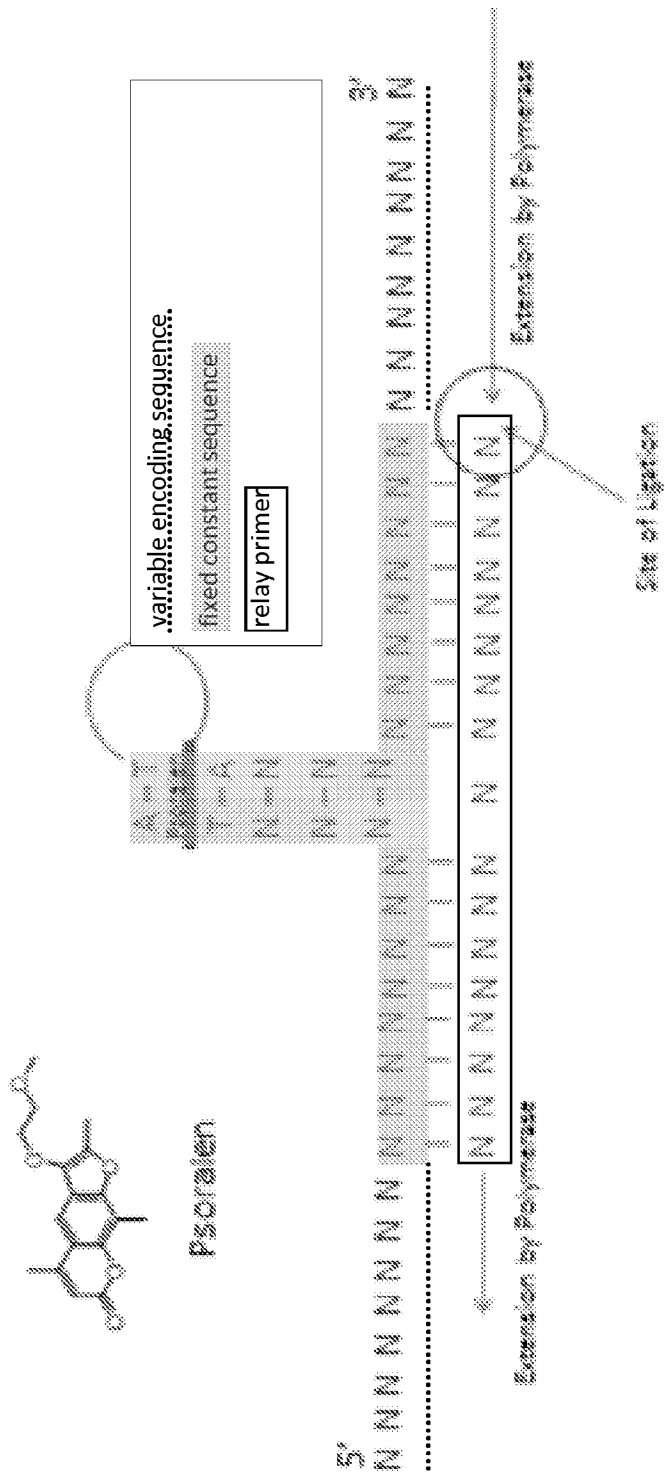 Psoralen
variable encoding sequence
fixed constant sequence
relay primer
A–T
T–A
N–N
N–N
N–N
5'
3'
N N N N N N N N N N N N N N N N
N N N N N N N N N N N N N N N N N
N N N N N N N N N N N N N N N N N
Extension by Polymerase
Extension by Polymerase
Site of Ligation